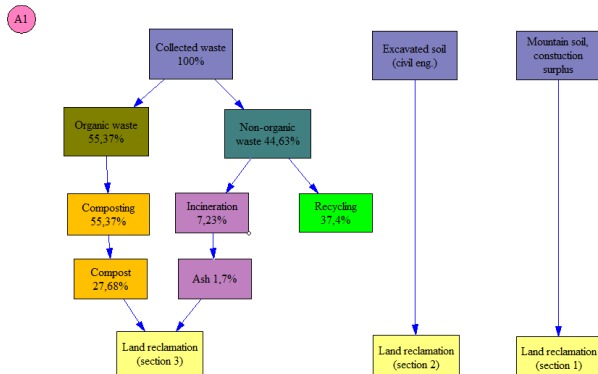 A1
Collected waste
100%
Excavated soil
(civil eng.)
Mountain soil,
constuction
surplus
Organic waste
55,37%
Non-organic
waste 44,63%
Composting
55,37%
Incineration
7,23%
Recycling
37,4%
Compost
27,68%
Ash 1,7%
Land reclamation
(section 3)
Land reclamation
(section 2)
Land reclamation
(section 1)